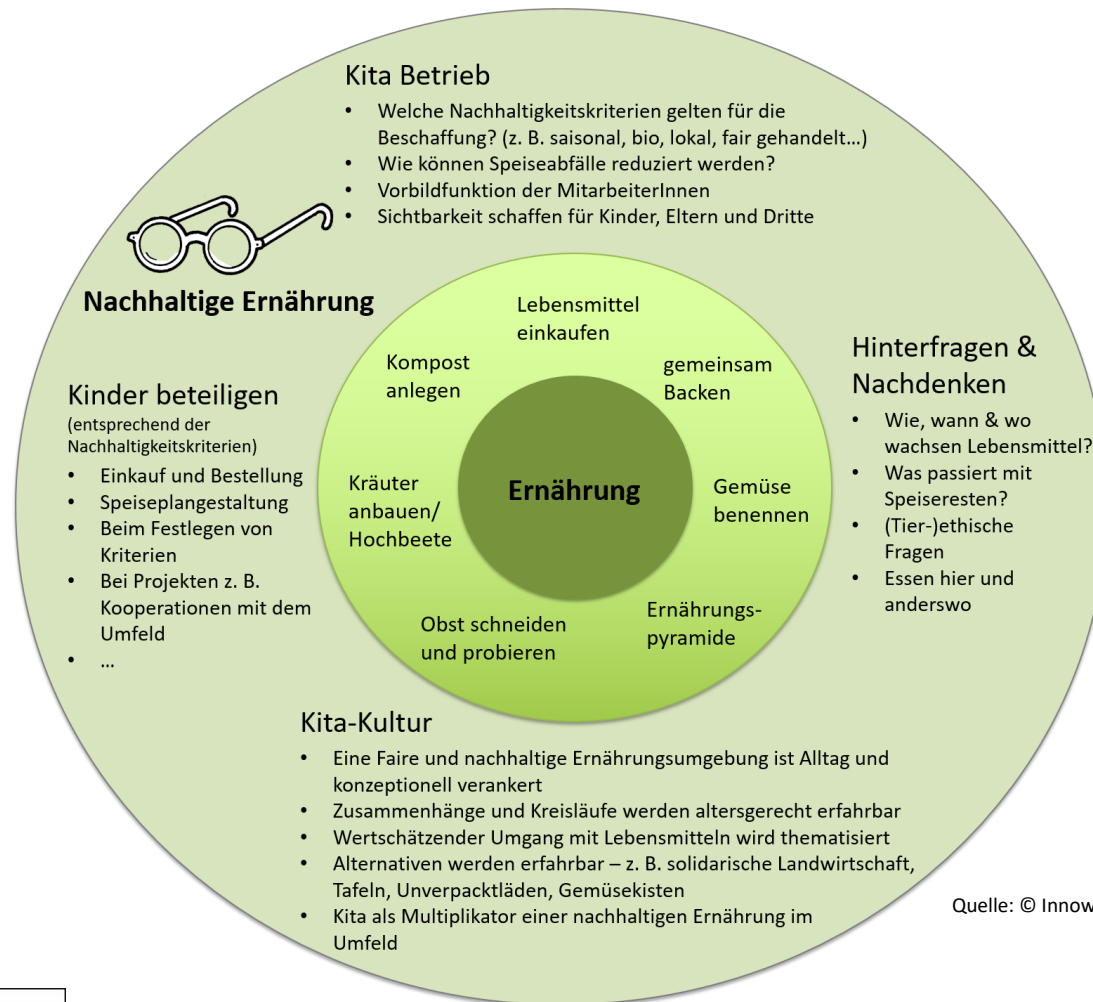 Kita Betrieb
• Welche Nachhaltigkeitskriterien gelten für die
Beschaffung? (z. B. saisonal, bio, lokal, fair gehandelt…)
• Wie können Speiseabfälle reduziert werden?
• Vorbildfunktion der MitarbeiterInnen
• Sichtbarkeit schaffen für Kinder, Eltern und Dritte
Nachhaltige Ernährung
Kinder beteiligen
(entsprechend der
Nachhaltigkeitskriterien)
• Einkauf und Bestellung
• Speiseplangestaltung
• Beim Festlegen von
Kriterien
• Bei Projekten z. B.
Kooperationen mit dem
Umfeld
• …
Lebensmittel
einkaufen
gemeinsam
Backen
Gemüse
benennen
Ernährungs-
pyramide
Obst schneiden
und probieren
Kräuter
anbauen/
Hochbeete
Kompost
anlegen
Ernährung
Hinterfragen &
Nachdenken
• Wie, wann & wo
wachsen Lebensmittel?
• Was passiert mit
Speiseresten?
• (Tier-)ethische
Fragen
• Essen hier und
anderswo
Kita-Kultur
• Eine Faire und nachhaltige Ernährungsumgebung ist Alltag und
konzeptionell verankert
• Zusammenhänge und Kreisläufe werden altersgerecht erfahrbar
• Wertschätzender Umgang mit Lebensmitteln wird thematisiert
• Alternativen werden erfahrbar – z. B. solidarische Landwirtschaft,
Tafeln, Unverpacktläden, Gemüsekisten
• Kita als Multiplikator einer nachhaltigen Ernährung im
Umfeld
Quelle: © Innow